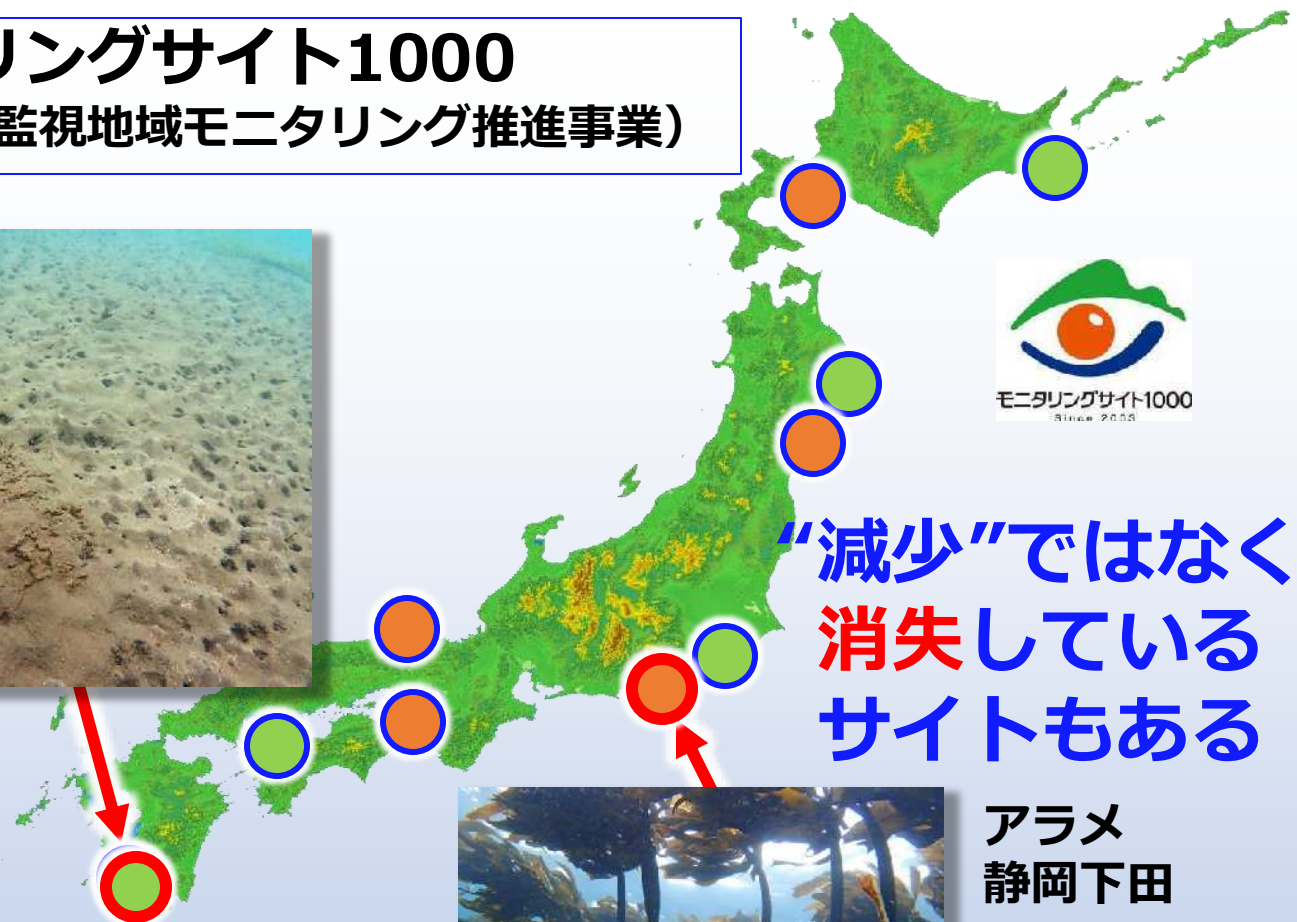 リングサイト1000
監視地域モニタリング推進事業）
モニタリングサイト1000
Since 2003
“減少”ではなく
消失している
サイトもある
アラメ
静岡下田